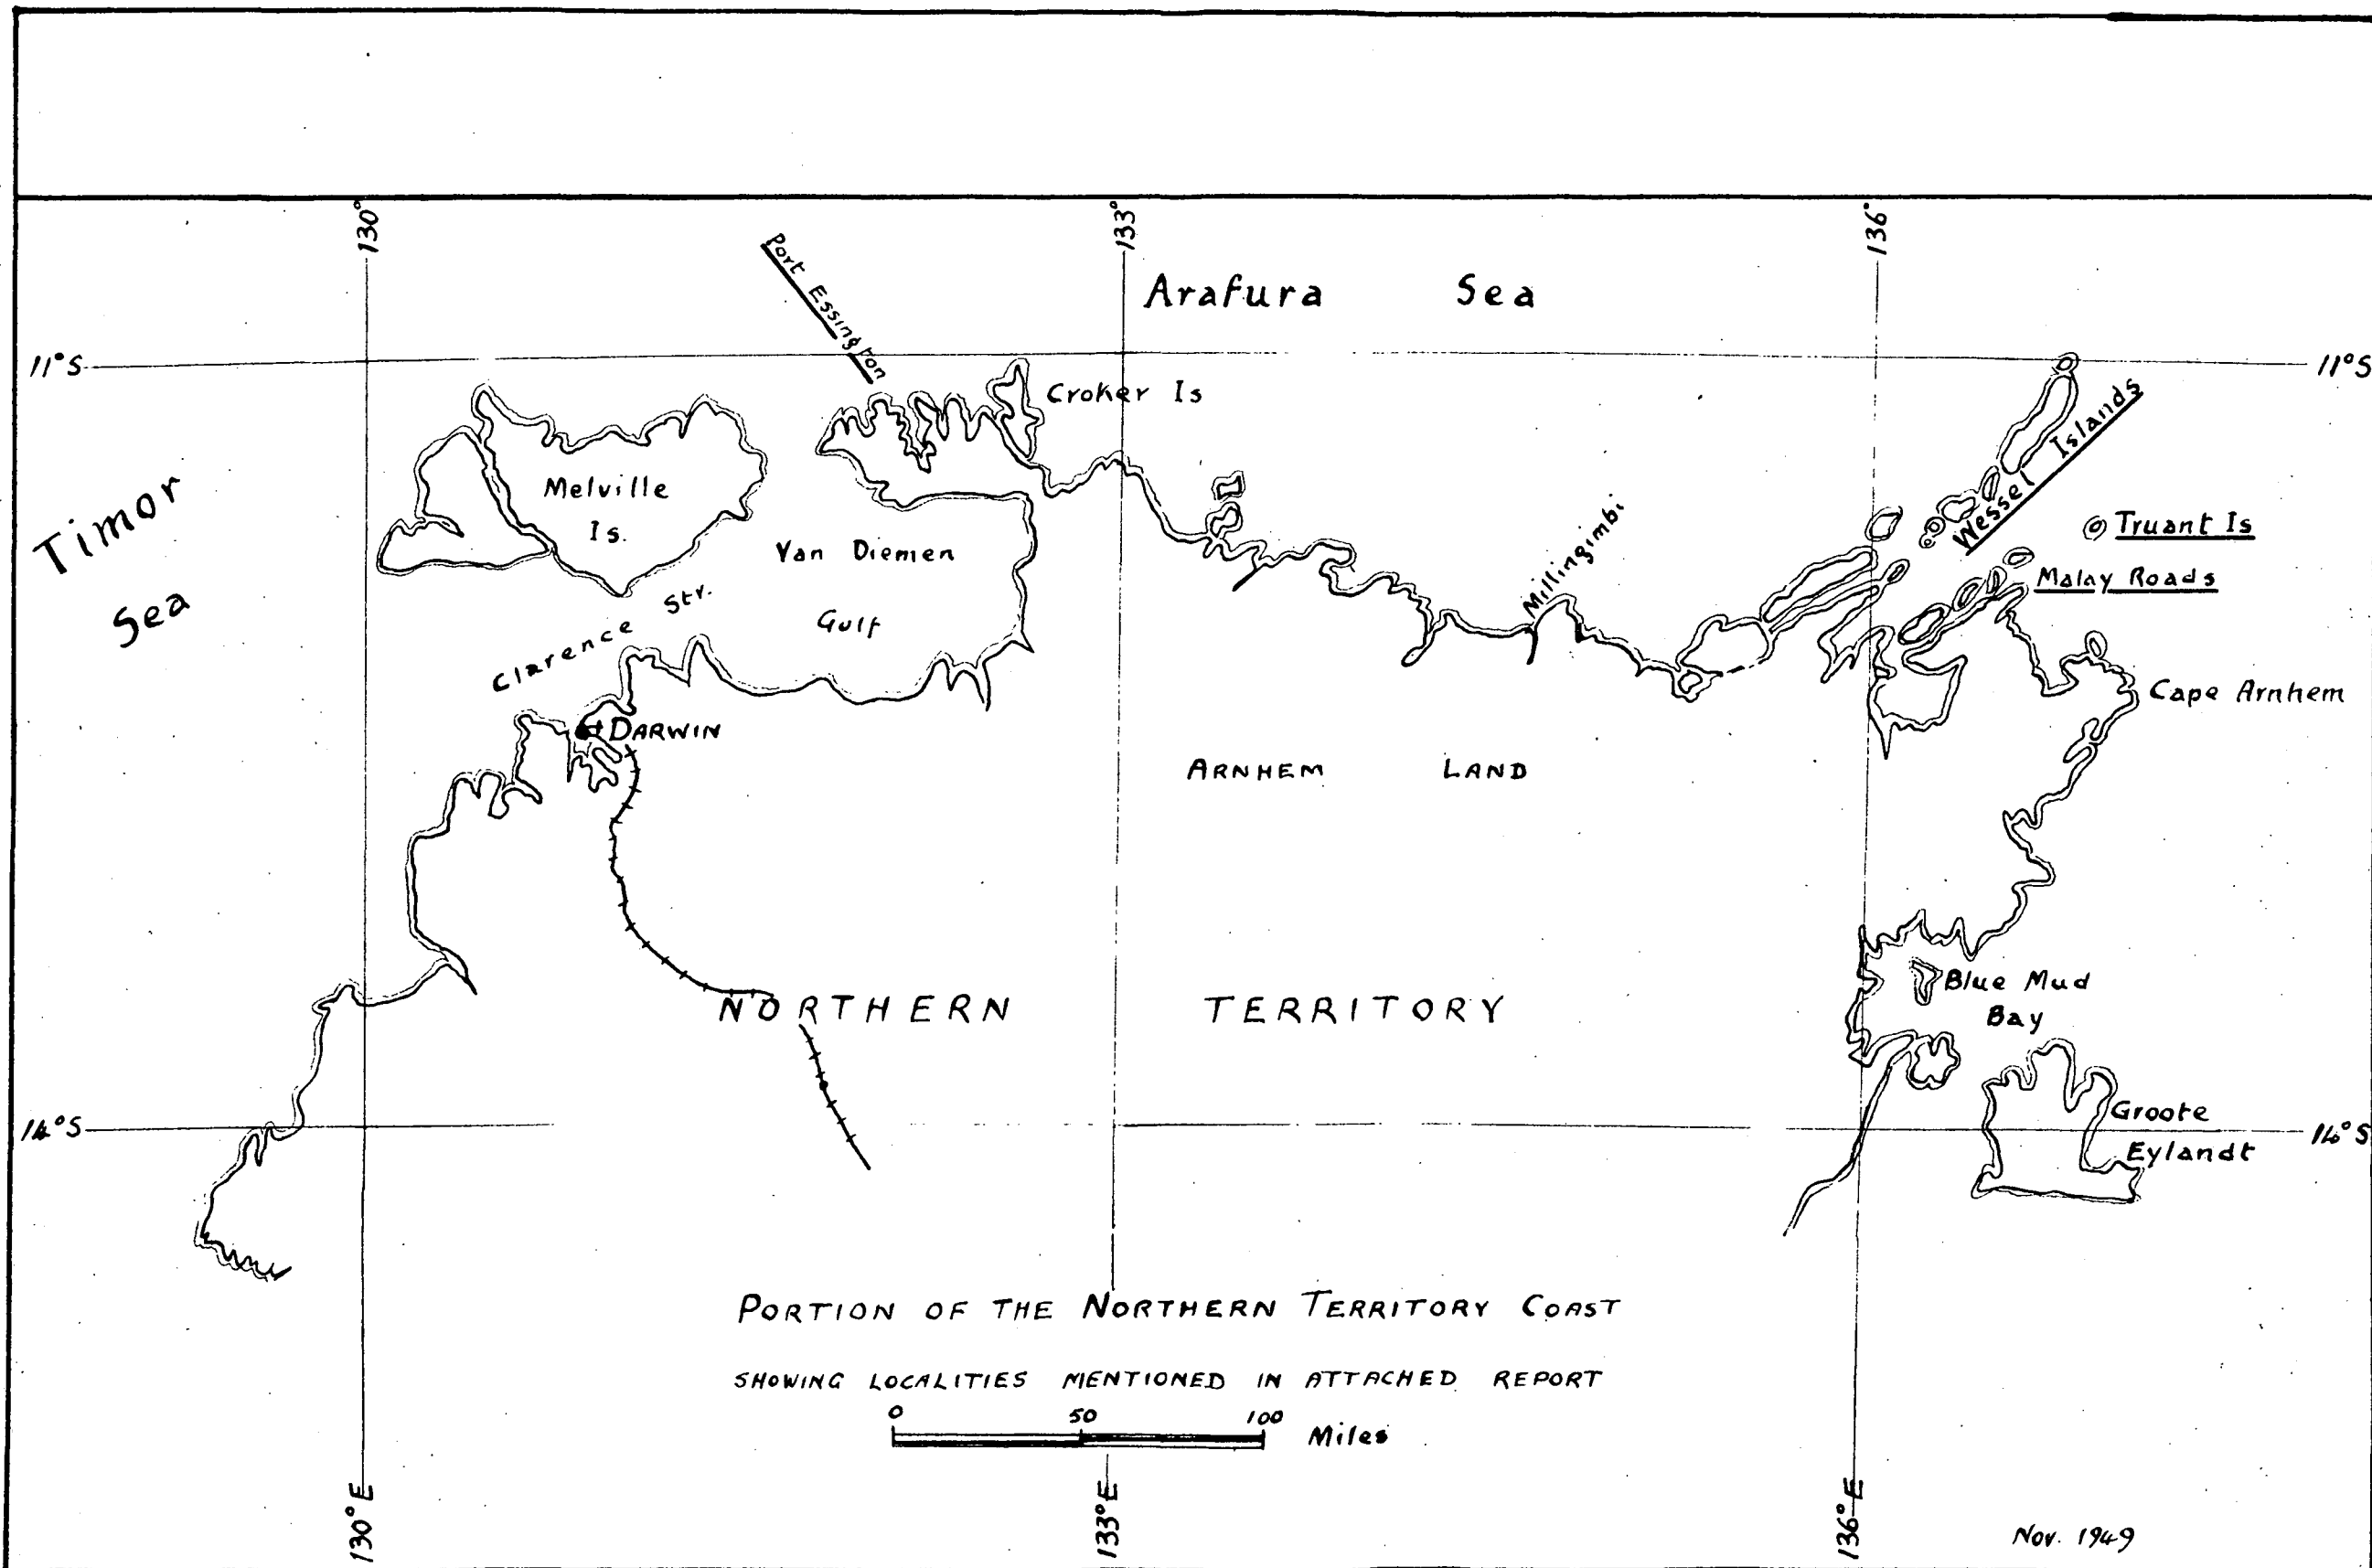 130°
133°
136°
Port Essington
Arafura Sea
11°S
11°S
Croker Is
Timor
Sea
Melville
Is.
Van Diemen
Gulf
Clarence Str.
Millingimbi
Wessel Islands
Truant Is
Malay Roads
Cape Arnhem
DARWIN
ARNHEM LAND
Blue Mud
Bay
NORTHERN TERRITORY
14°S
14°S
Groote
Eylandt
PORTION OF THE NORTHERN TERRITORY COAST
SHOWING LOCALITIES MENTIONED IN ATTACHED REPORT
0 50 100
Miles
130°E
133°E
136°E
Nov. 1949